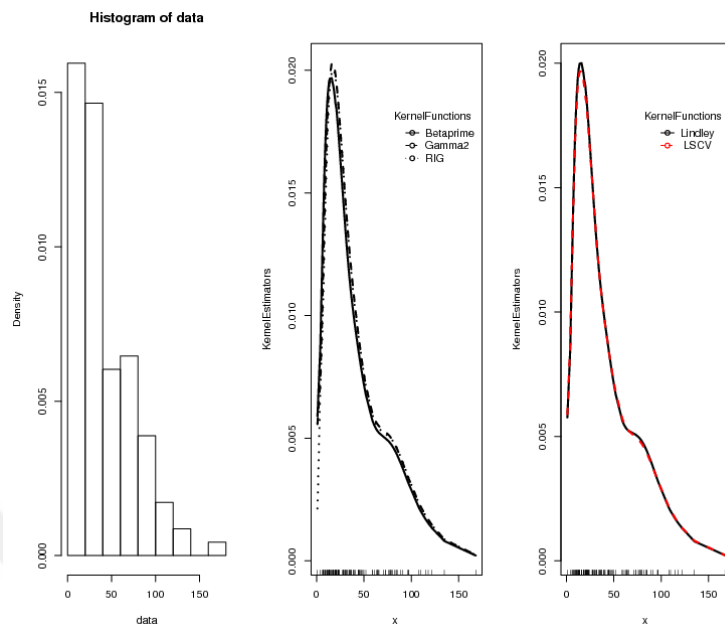 Histogram of data
Density
0.000
0.005
0.010
0.015
0
50
100
150
data
KernelEstimators
0.000
0.005
0.010
0.015
0.020
KernelFunctions
Betaprime
Gamma2
RIG
0
50
100
150
x
KernelEstimators
0.000
0.005
0.010
0.015
0.020
KernelFunctions
Lindley
LSCV
0
50
100
150
x